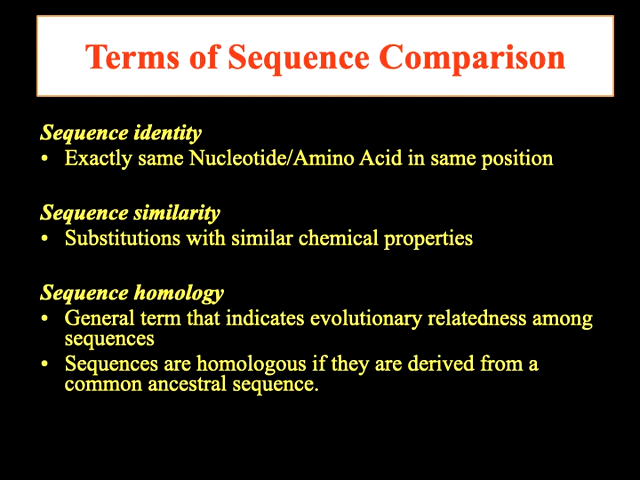 Terms of Sequence Comparison
Sequence identity
• Exactly same Nucleotide/Amino Acid in same position
Sequence similarity
• Substitutions with similar chemical properties
Sequence homology
• General term that indicates evolutionary relatedness among
sequences
• Sequences are homologous if they are derived from a
common ancestral sequence.